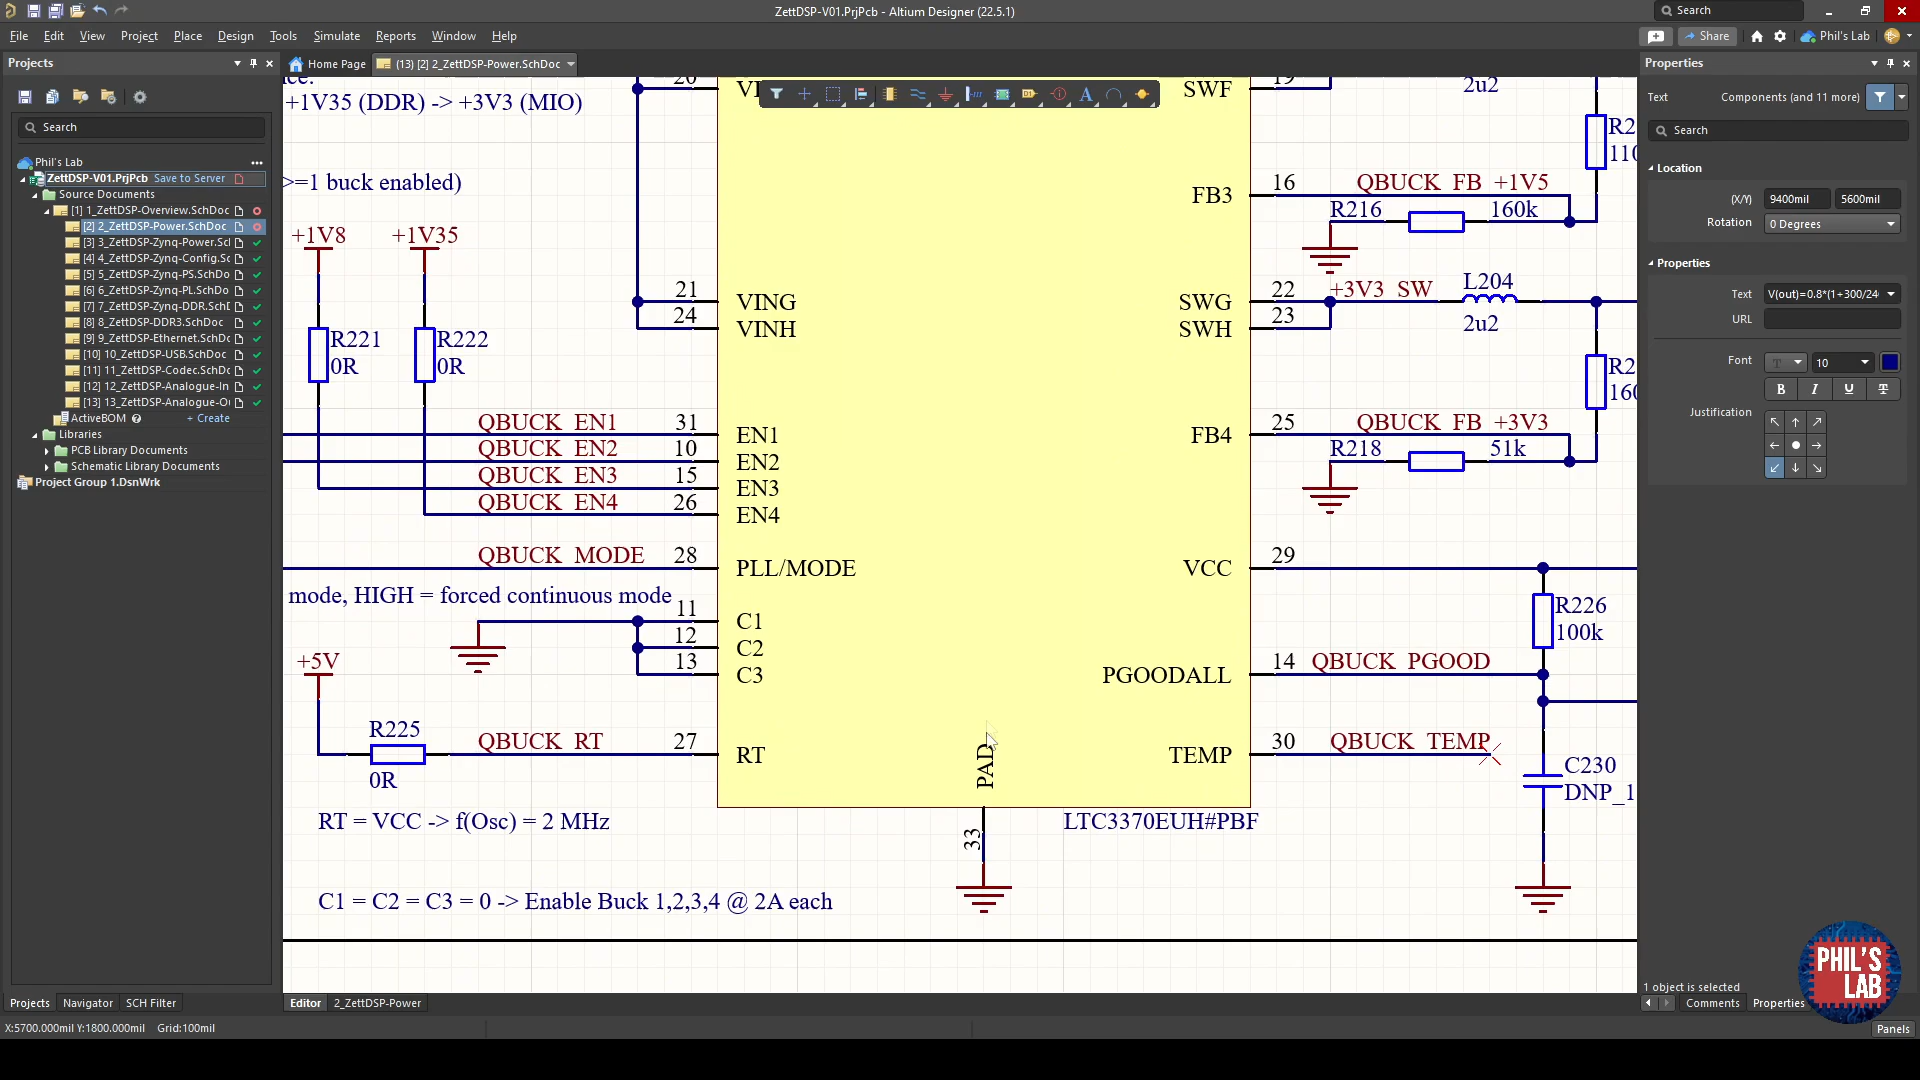 ZettDSP-V01.PrjPcb - Altium Designer (22.5.1)
Search
File Edit View Project Place Design Tools Simulate Reports Window Help
Share
Phil's Lab
Projects
Home Page
(13) [2] 2_ZettDSP-Power.SchDoc
Search
Phil's Lab
ZettDSP-V01.PrjPcb Save to Server
Source Documents
[1] 1_ZettDSP-Overview.SchDoc
[2] 2_ZettDSP-Power.SchDoc
[3] 3_ZettDSP-Zynq-Power.Scl
[4] 4_ZettDSP-Zynq-Config.Sc
[5] 5_ZettDSP-Zynq-PS.SchDo
[6] 6_ZettDSP-Zynq-PL.SchDo
[7] 7_ZettDSP-Zynq-DDR.Schl
[8] 8_ZettDSP-DDR3.SchDoc
[9] 9_ZettDSP-Ethernet.SchDc
[10] 10_ZettDSP-USB.SchDoc
[11] 11_ZettDSP-Codec.SchDoc
[12] 12_ZettDSP-Analogue-In
[13] 13_ZettDSP-Analogue-O
ActiveBOM + Create
Libraries
PCB Library Documents
Schematic Library Documents
Project Group 1.DsnWrk
Projects Navigator SCH Filter
+1V35 (DDR) -> +3V3 (MIO)
>=1 buck enabled)
+1V8
+1V35
R221
0R
R222
0R
QBUCK_EN1 31 EN1
QBUCK_EN2 10 EN2
QBUCK_EN3 15 EN3
QBUCK_EN4 26 EN4
QBUCK_MODE 28 PLL/MODE
mode, HIGH = forced continuous mode
11 C1
12 C2
13 C3
+5V
R225
0R
QBUCK_RT 27 RT
RT = VCC -> f(Osc) = 2 MHz
C1 = C2 = C3 = 0 -> Enable Buck 1,2,3,4 @ 2A each
21 VING
24 VINH
PAD
33
LTC3370EUH#PBF
SWF
2u2
FB3 16 QBUCK_FB_+1V5
R216 160k
SWG 22 +3V3_SW
SWH 23
L204
2u2
FB4 25 QBUCK_FB_+3V3
R218 51k
VCC 29
R226
100k
PGOODALL 14 QBUCK_PGOOD
TEMP 30 QBUCK_TEMP
C230
DNP_1
Editor 2_ZettDSP-Power
Properties
Text Components (and 11 more)
Search
Location
(X/Y) 9400mil 5600mil
Rotation 0 Degrees
Properties
Text V(out)=0.8*(1+300/24
URL
Font 10
B I U T
Justification
1 object is selected
Comments Properties
PHIL'S
LAB
X:5700.000mil Y:1800.000mil Grid:100mil
Panels